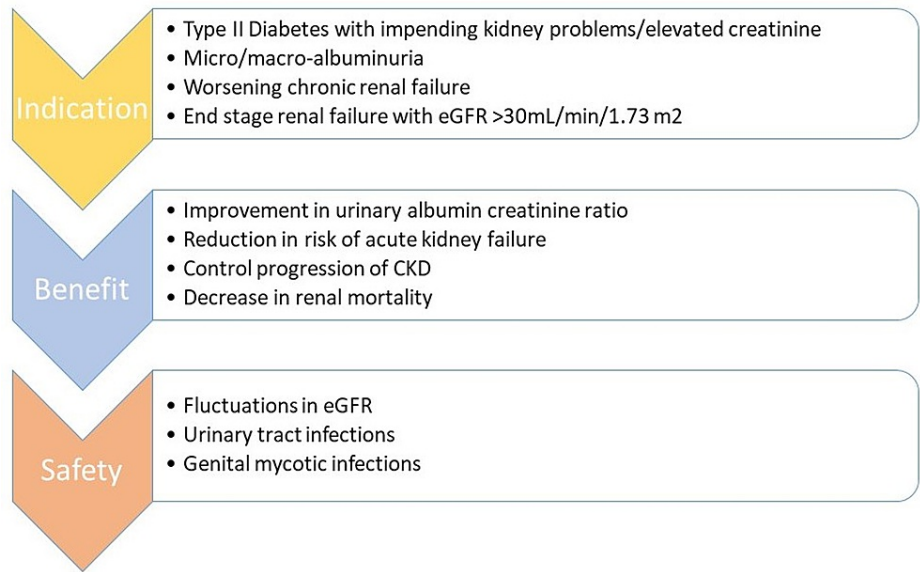 Indication
• Type II Diabetes with impending kidney problems/elevated creatinine
• Micro/macro-albuminuria
• Worsening chronic renal failure
• End stage renal failure with eGFR >30mL/min/1.73 m2
Benefit
• Improvement in urinary albumin creatinine ratio
• Reduction in risk of acute kidney failure
• Control progression of CKD
• Decrease in renal mortality
Safety
• Fluctuations in eGFR
• Urinary tract infections
• Genital mycotic infections